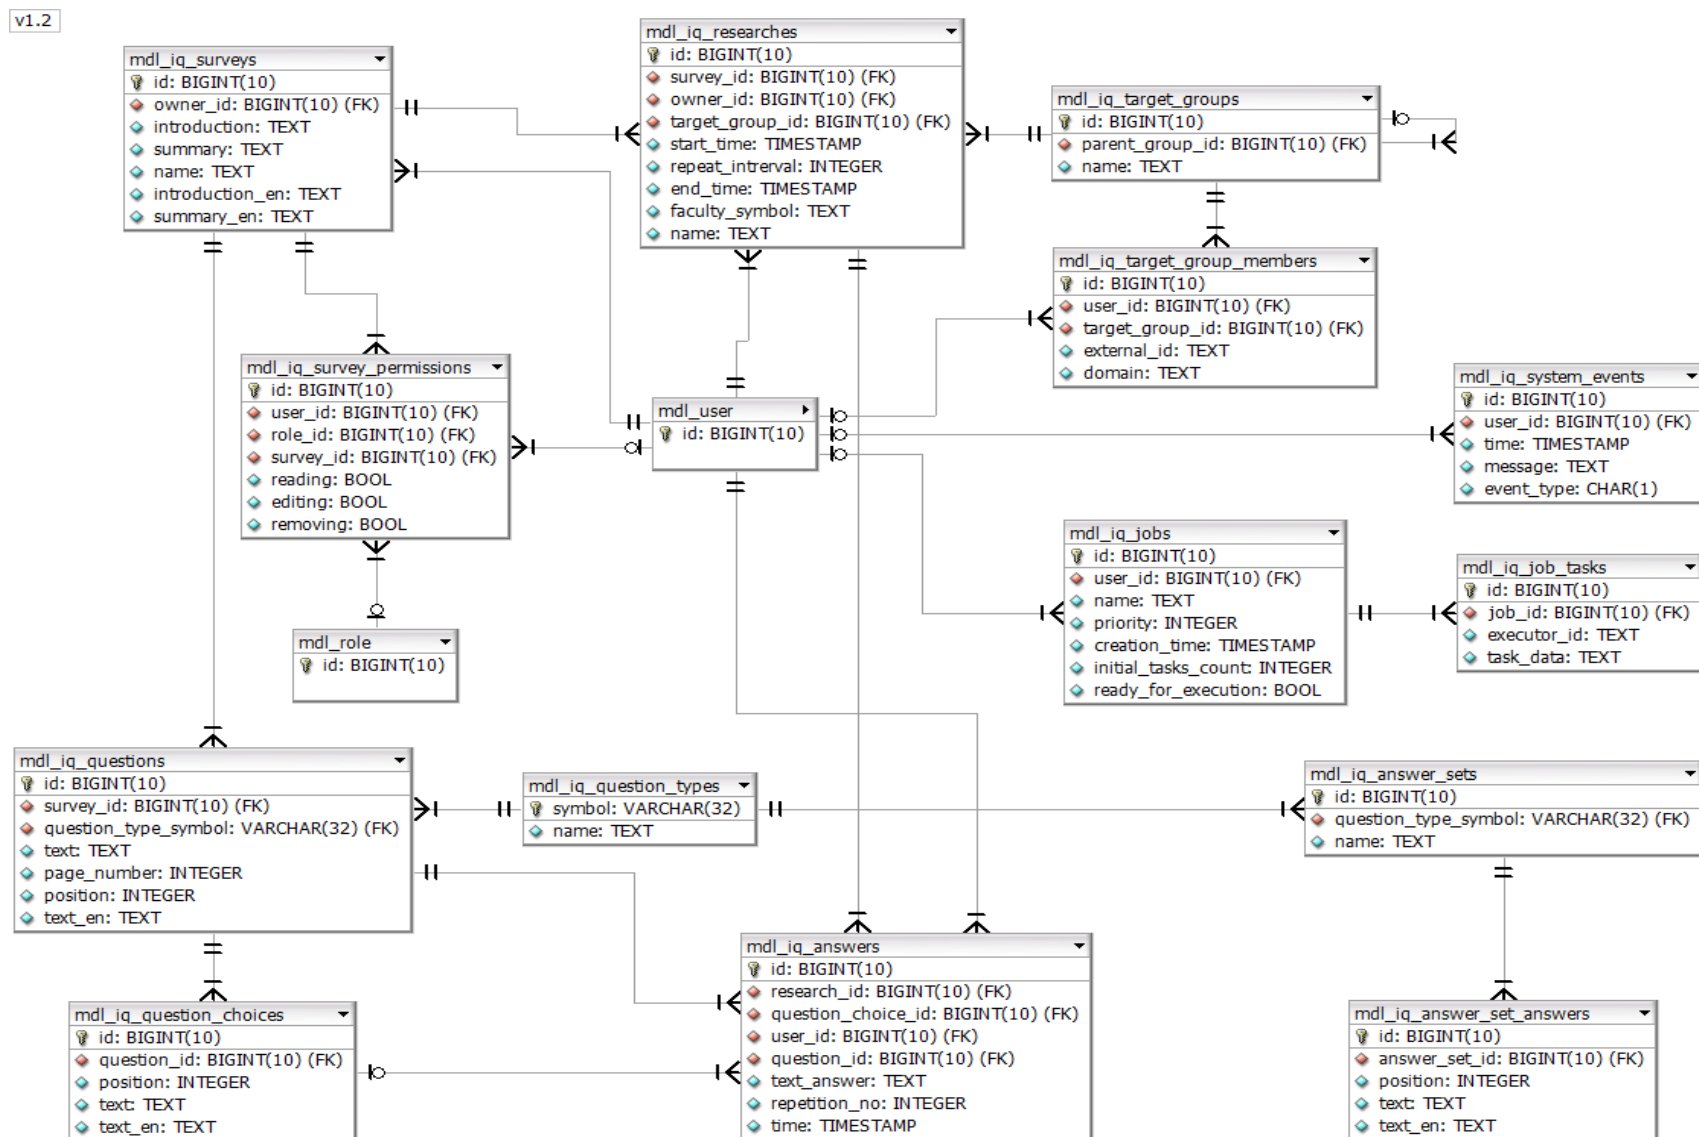 v1.2
mdl_iq_surveys
id: BIGINT(10)
owner_id: BIGINT(10) (FK)
introduction: TEXT
summary: TEXT
name: TEXT
introduction_en: TEXT
summary_en: TEXT
mdl_iq_researches
id: BIGINT(10)
survey_id: BIGINT(10) (FK)
owner_id: BIGINT(10) (FK)
target_group_id: BIGINT(10) (FK)
start_time: TIMESTAMP
repeat_intrerval: INTEGER
end_time: TIMESTAMP
faculty_symbol: TEXT
name: TEXT
mdl_iq_target_groups
id: BIGINT(10)
parent_group_id: BIGINT(10) (FK)
name: TEXT
mdl_iq_target_group_members
id: BIGINT(10)
user_id: BIGINT(10) (FK)
target_group_id: BIGINT(10) (FK)
external_id: TEXT
domain: TEXT
mdl_iq_survey_permissions
id: BIGINT(10)
user_id: BIGINT(10) (FK)
role_id: BIGINT(10) (FK)
survey_id: BIGINT(10) (FK)
reading: BOOL
editing: BOOL
removing: BOOL
mdl_user
id: BIGINT(10)
mdl_iq_system_events
id: BIGINT(10)
user_id: BIGINT(10) (FK)
time: TIMESTAMP
message: TEXT
event_type: CHAR(1)
mdl_role
id: BIGINT(10)
mdl_iq_jobs
id: BIGINT(10)
user_id: BIGINT(10) (FK)
name: TEXT
priority: INTEGER
creation_time: TIMESTAMP
initial_tasks_count: INTEGER
ready_for_execution: BOOL
mdl_iq_job_tasks
id: BIGINT(10)
job_id: BIGINT(10) (FK)
executor_id: TEXT
task_data: TEXT
mdl_iq_questions
id: BIGINT(10)
survey_id: BIGINT(10) (FK)
question_type_symbol: VARCHAR(32) (FK)
text: TEXT
page_number: INTEGER
position: INTEGER
text_en: TEXT
mdl_iq_question_types
symbol: VARCHAR(32)
name: TEXT
mdl_iq_answer_sets
id: BIGINT(10)
question_type_symbol: VARCHAR(32) (FK)
name: TEXT
mdl_iq_question_choices
id: BIGINT(10)
question_id: BIGINT(10) (FK)
position: INTEGER
text: TEXT
text_en: TEXT
mdl_iq_answers
id: BIGINT(10)
research_id: BIGINT(10) (FK)
question_choice_id: BIGINT(10) (FK)
user_id: BIGINT(10) (FK)
question_id: BIGINT(10) (FK)
text_answer: TEXT
repetition_no: INTEGER
time: TIMESTAMP
mdl_iq_answer_set_answers
id: BIGINT(10)
answer_set_id: BIGINT(10) (FK)
position: INTEGER
text: TEXT
text_en: TEXT